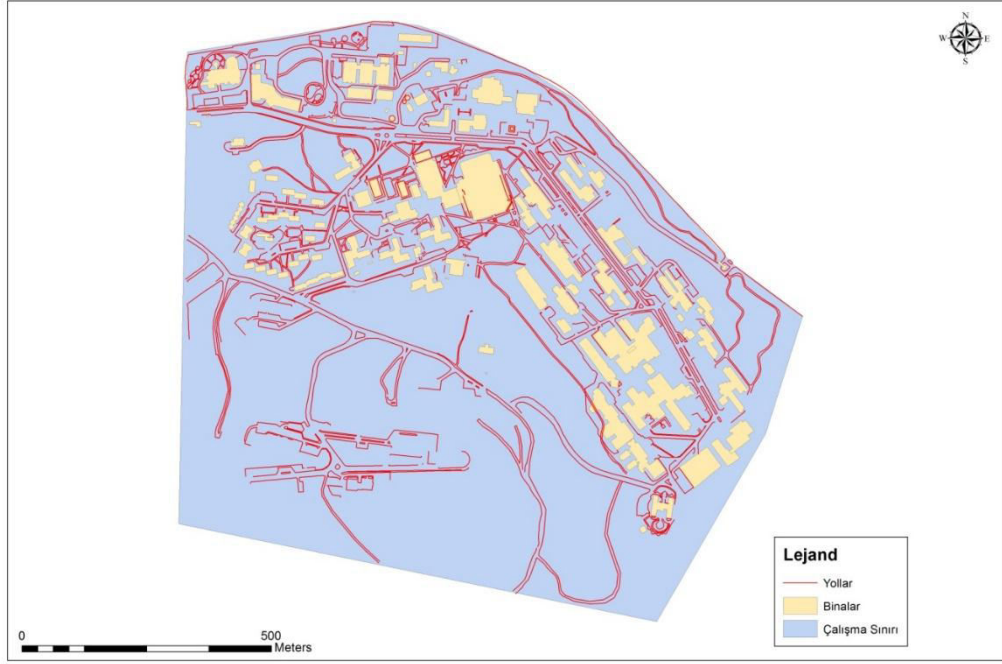 N
W E
S
Lejand
Yollar
Binalar
Çalışma Sınırı
0 500
Meters